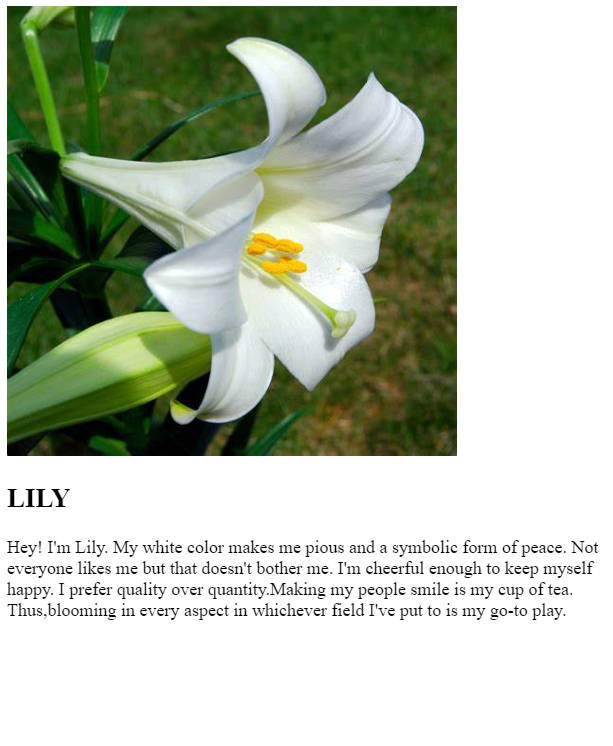 LILY
Hey! I'm Lily. My white color makes me pious and a symbolic form of peace. Not
everyone likes me but that doesn't bother me. I'm cheerful enough to keep myself
happy. I prefer quality over quantity.Making my people smile is my cup of tea.
Thus,blooming in every aspect in whichever field I've put to is my go-to play.